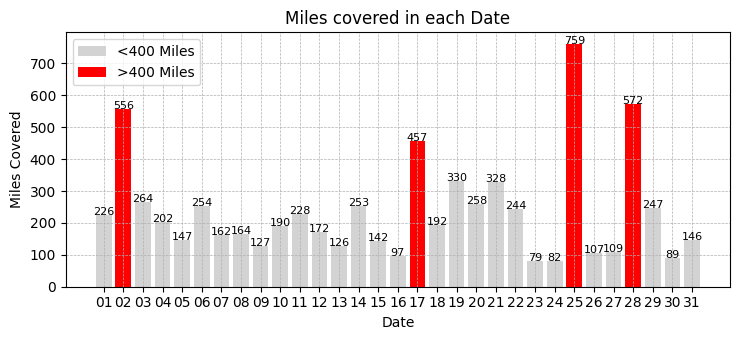 Miles covered in each Date
<400 Miles
>400 Miles
Miles Covered
700
600
500
400
300
200
100
0
226 556 264 202 147 254 162 164 127 190 228 172 126 253 142 97 457 192 330 258 328 244 79 82 759 107 109 572 247 89 146
01 02 03 04 05 06 07 08 09 10 11 12 13 14 15 16 17 18 19 20 21 22 23 24 25 26 27 28 29 30 31
Date